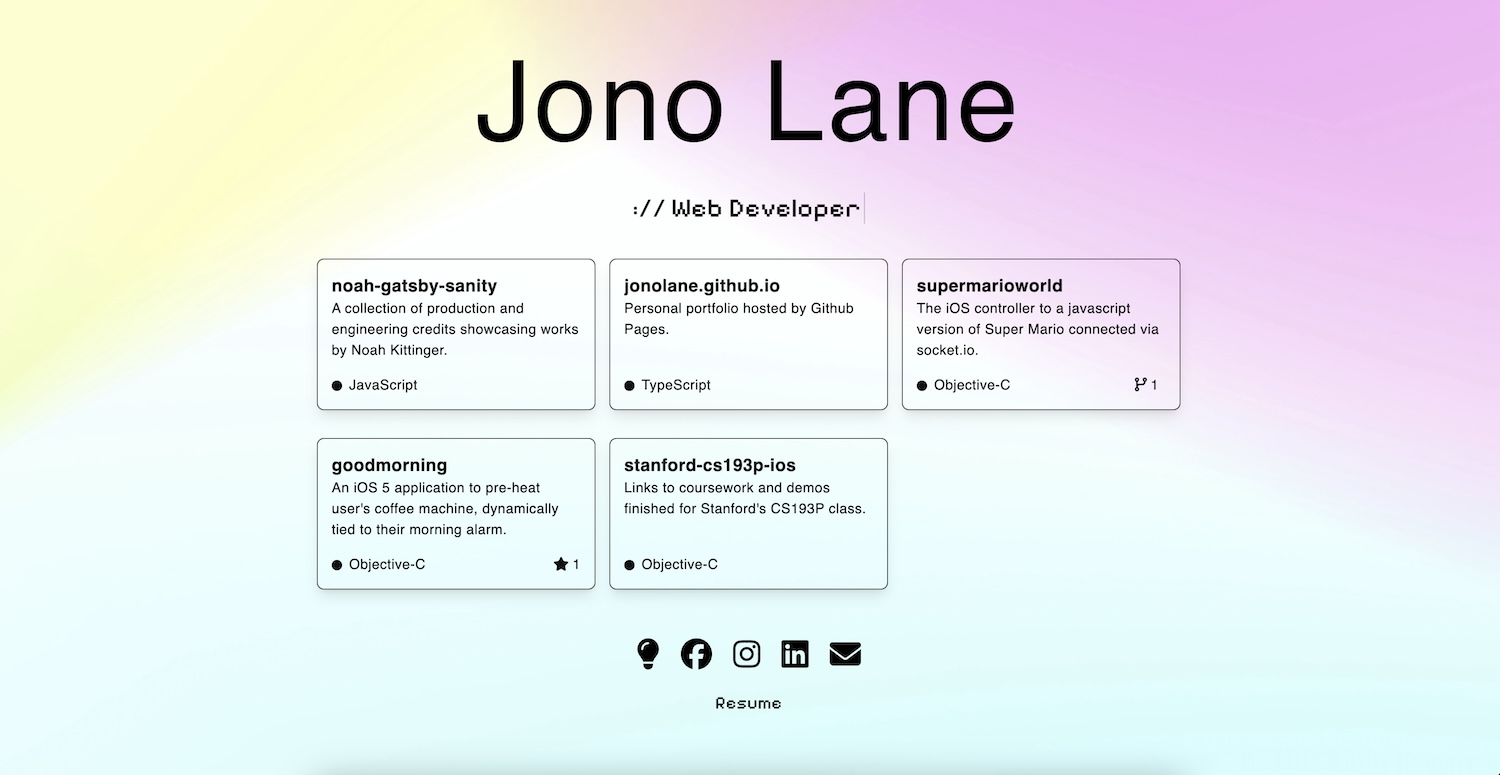 Jono Lane
:// Web Developer
noah-gatsby-sanity
A collection of production and
engineering credits showcasing works
by Noah Kittinger.
JavaScript
jonolane.github.io
Personal portfolio hosted by Github
Pages.
TypeScript
supermarioworld
The iOS controller to a javascript
version of Super Mario connected via
socket.io.
Objective-C 1
goodmorning
An iOS 5 application to pre-heat
user's coffee machine, dynamically
tied to their morning alarm.
Objective-C 1
stanford-cs193p-ios
Links to coursework and demos
finished for Stanford's CS193P class.
Objective-C
Resume